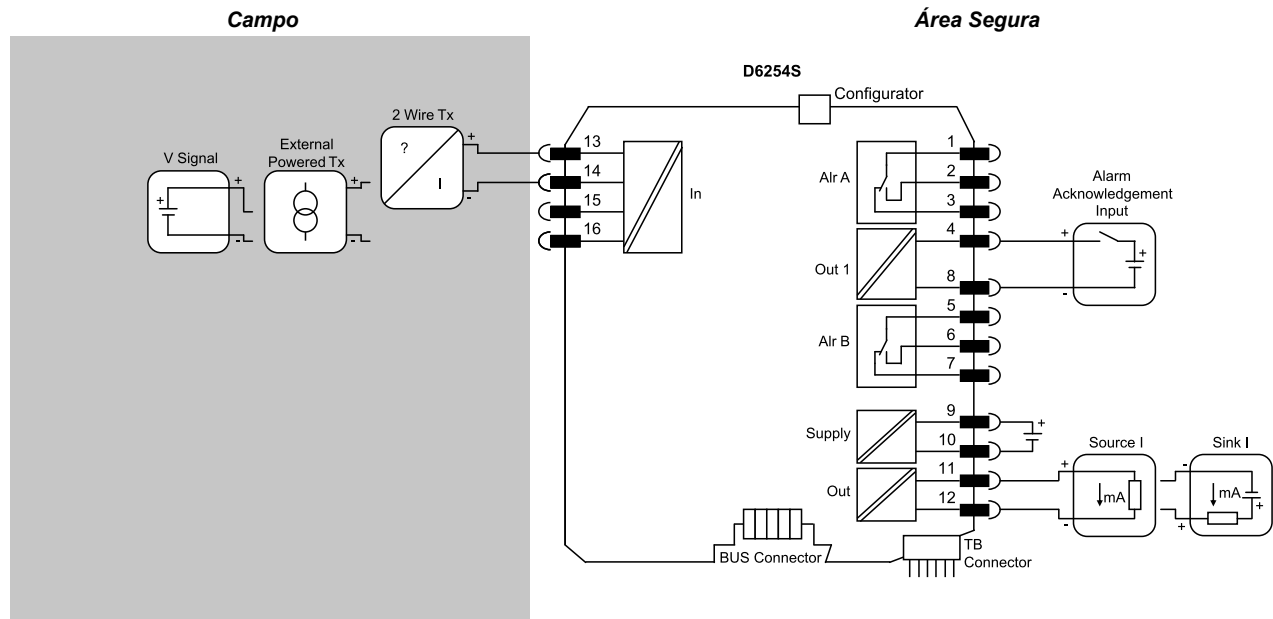 Campo
Área Segura
D6254S
Configurator
2 Wire Tx
?
I
+
-
External
Powered Tx
+
-
V Signal
+
+
-
13
14
15
16
In
Alr A
1
2
3
Out 1
4
8
Alr B
5
6
7
Supply
9
10
+
Out
11
12
Alarm
Acknowledgement
Input
+
-
+
Source I
+
-
mA
Sink I
-
+
mA
+
BUS Connector
TB
Connector